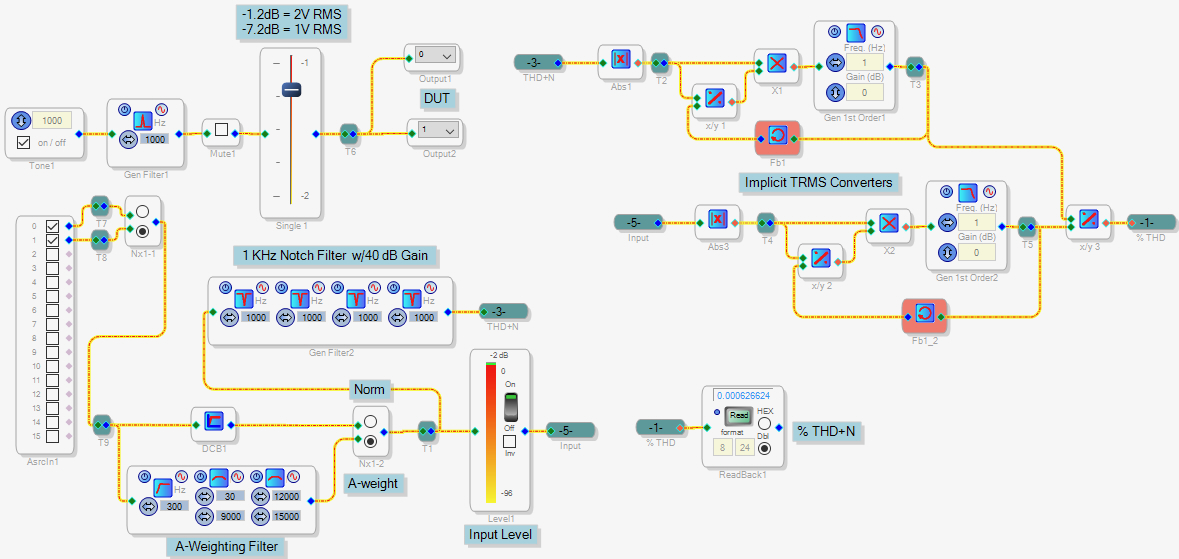 -1.2dB = 2V RMS
-7.2dB = 1V RMS
1000
on / off
Tone1
1000
Gen Filter1
Mute1
-1
-2
Single 1
T6
0
Output1
DUT
1
Output2
-3-
THD+N
Abs1
T2
x/y 1
X1
Freq. (Hz)
1
Gain (dB)
0
Gen 1st Order1
T3
Fb1
Implicit TRMS Converters
-5-
Input
Abs3
T4
x/y 2
X2
Freq. (Hz)
1
Gain (dB)
0
Gen 1st Order2
T5
Fb1_2
x/y 3
-1-
% THD
0
1
2
3
4
5
6
7
8
9
10
11
12
13
14
15
AsrcIn1
T7
T8
Nx1-1
1 KHz Notch Filter w/40 dB Gain
Hz
Hz
Hz
Hz
1000
1000
1000
1000
Gen Filter2
-3-
THD+N
Norm
T9
DCB1
Nx1-2
T1
A-weight
Hz
300
30
12000
9000
15000
A-Weighting Filter
-2 dB
0
On
Off
Inv
-96
Level1
Input Level
-5-
Input
-1-
% THD
0.000626624
Read
HEX
format
Dbl
8
24
ReadBack1
% THD+N